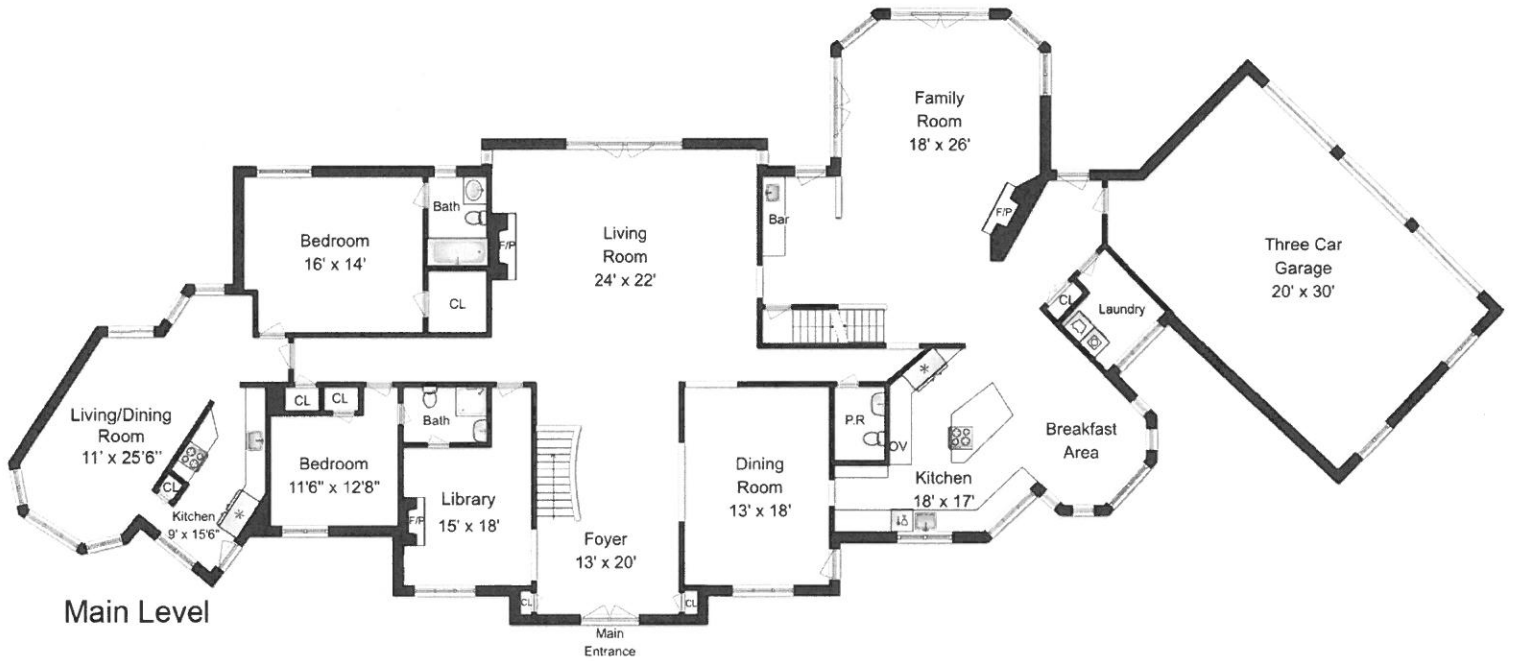 Family
Room
18' x 26'
F/P
Bath
Bar
Bedroom
16' x 14'
F/P
Living
Room
24' x 22'
Three Car
Garage
20' x 30'
CL
CL
Laundry
Living/Dining
Room
11' x 25'6"
CL
CL
Bath
P.R
OV
Breakfast
Area
Bedroom
11'6" x 12'8"
CL
Library
15' x 18'
F/P
Dining
Room
13' x 18'
Kitchen
18' x 17'
Kitchen
9' x 15'6"
Foyer
13' x 20'
CL
CL
Main Level
Main
Entrance